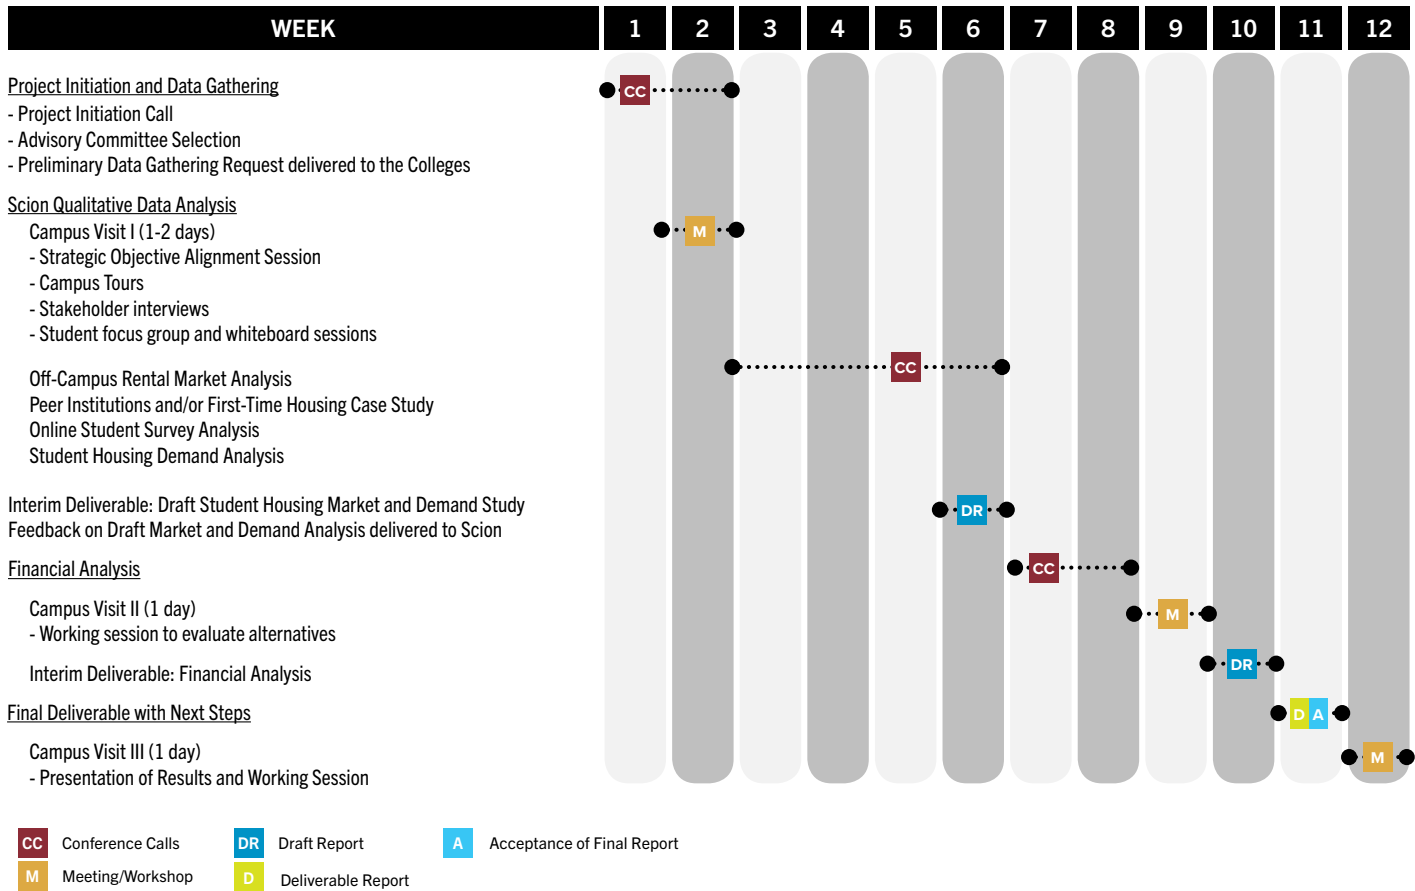 WEEK 1 2 3 4 5 6 7 8 9 10 11 12
Project Initiation and Data Gathering
CC
- Project Initiation Call
- Advisory Committee Selection
- Preliminary Data Gathering Request delivered to the Colleges
Scion Qualitative Data Analysis
Campus Visit I (1-2 days)
M
- Strategic Objective Alignment Session
- Campus Tours
- Stakeholder interviews
- Student focus group and whiteboard sessions
CC
Off-Campus Rental Market Analysis
Peer Institutions and/or First-Time Housing Case Study
Online Student Survey Analysis
Student Housing Demand Analysis
Interim Deliverable: Draft Student Housing Market and Demand Study
DR
Feedback on Draft Market and Demand Analysis delivered to Scion
Financial Analysis
CC
Campus Visit II (1 day)
M
- Working session to evaluate alternatives
Interim Deliverable: Financial Analysis
DR
Final Deliverable with Next Steps
D A
Campus Visit III (1 day)
M
- Presentation of Results and Working Session
CC Conference Calls
DR Draft Report
A Acceptance of Final Report
M Meeting/Workshop
D Deliverable Report